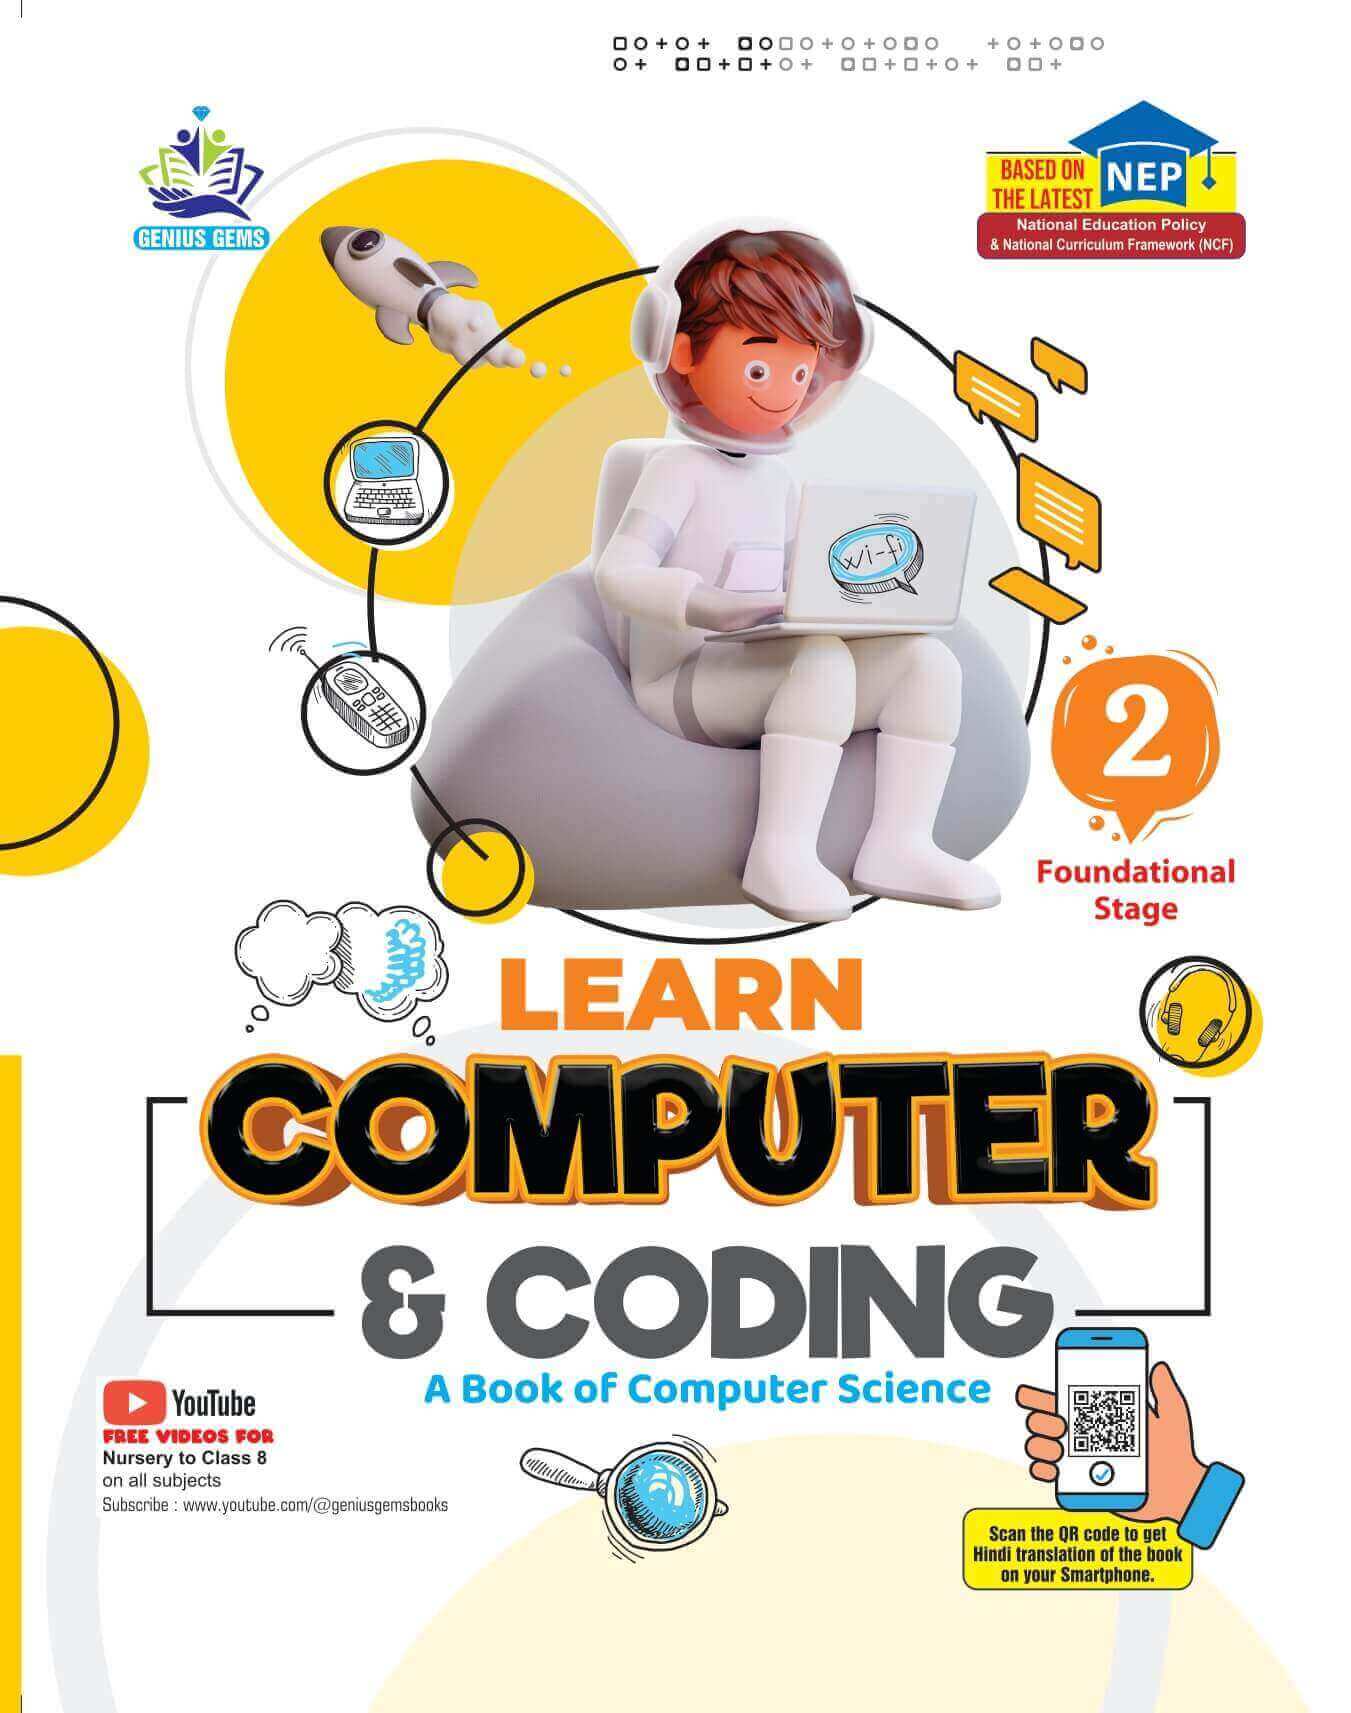 GENIUS GEMS
BASED ON
THE LATEST
NEP
National Education Policy
& National Curriculum Framework (NCF)
wi-fi
2
Foundational
Stage
LEARN
COMPUTER
& CODING
A Book of Computer Science
YouTube
FREE VIDEOS FOR
Nursery to Class 8
on all subjects
Subscribe : www.youtube.com/@geniusgemsbooks
Scan the QR code to get
Hindi translation of the book
on your Smartphone.